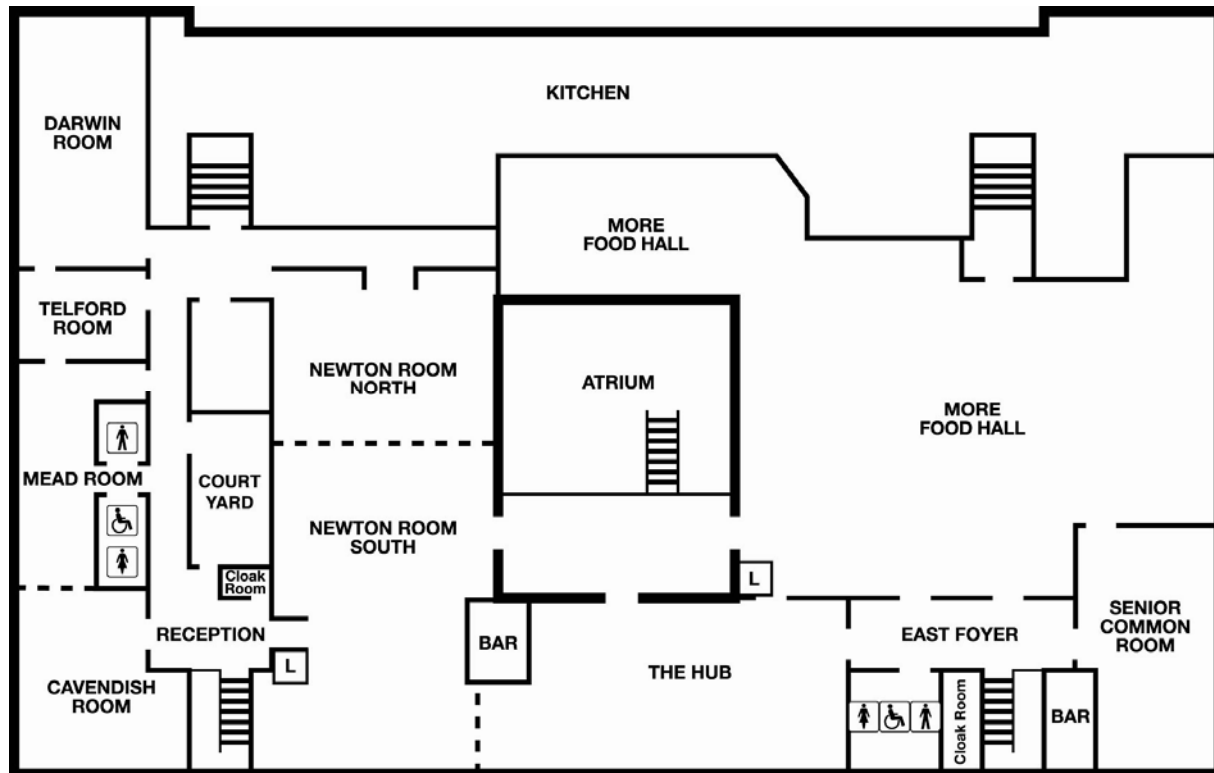 KITCHEN
DARWIN
ROOM
MORE
FOOD HALL
TELFORD
ROOM
NEWTON ROOM
NORTH
ATRIUM
MORE
FOOD HALL
MEAD ROOM
COURT
YARD
NEWTON ROOM
SOUTH
Cloak
Room
L
RECEPTION
BAR
EAST FOYER
SENIOR
COMMON
ROOM
L
THE HUB
CAVENDISH
ROOM
Cloak Room
BAR